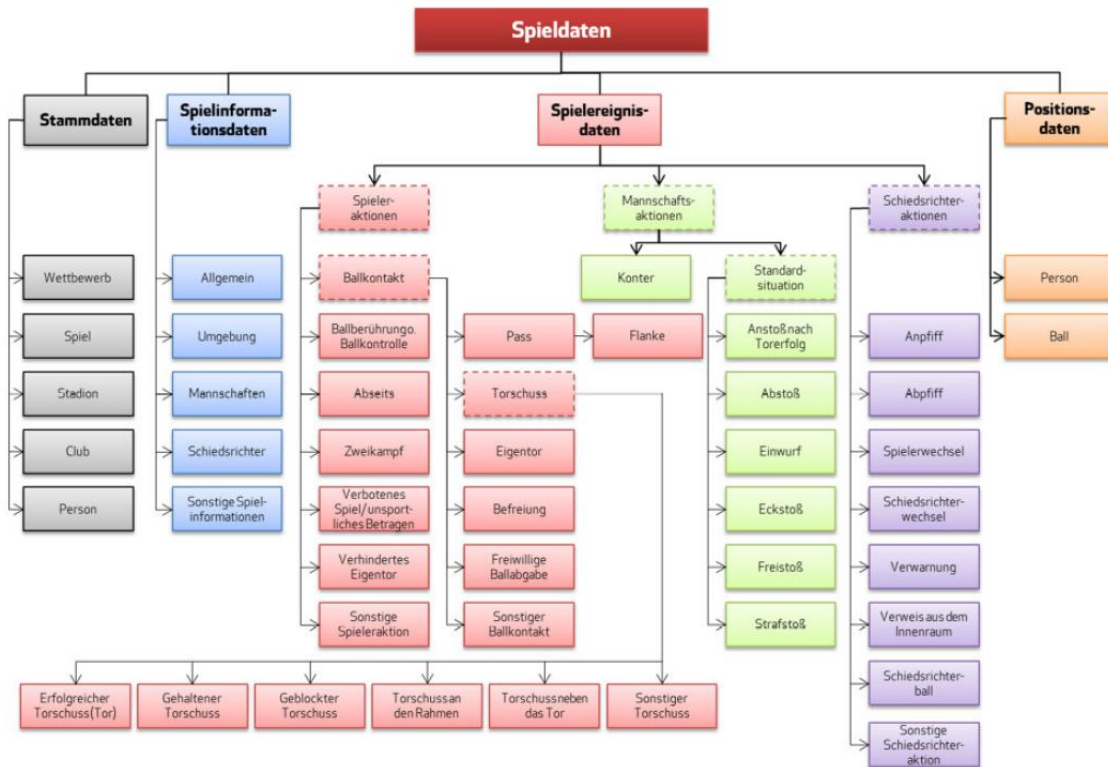 Spieldaten
Stammdaten
Spielinforma-
tionsdaten
Spielereignis-
daten
Positions-
daten
Spieler-
aktionen
Mannschafts-
aktionen
Schiedsrichter-
aktionen
Wettbewerb
Spiel
Stadion
Club
Person
Allgemein
Umgebung
Mannschaften
Schiedsrichter
Sonstige Spiel-
informationen
Ballkontakt
Ballberührung o.
Ballkontrolle
Abseits
Zweikampf
Verbotenes
Spiel/unsport-
liches Betragen
Verhindertes
Eigentor
Sonstige
Spieleraktion
Pass
Flanke
Torschuss
Eigentor
Befreiung
Freiwillige
Ballabgabe
Sonstiger
Ballkontakt
Konter
Standard-
situation
Anstoß nach
Torerfolg
Abstoß
Einwurf
Eckstoß
Freistoß
Strafstoß
Anpfiff
Abpfiff
Spielerwechsel
Schiedsrichter-
wechsel
Verwarnung
Verweis aus dem
Innenraum
Schiedsrichter-
ball
Sonstige
Schiedsrichter-
aktion
Person
Ball
Erfolgreicher
Torschuss(Tor)
Gehaltener
Torschuss
Geblockter
Torschuss
Torschuss an
den Rahmen
Torschuss neben
das Tor
Sonstiger
Torschuss